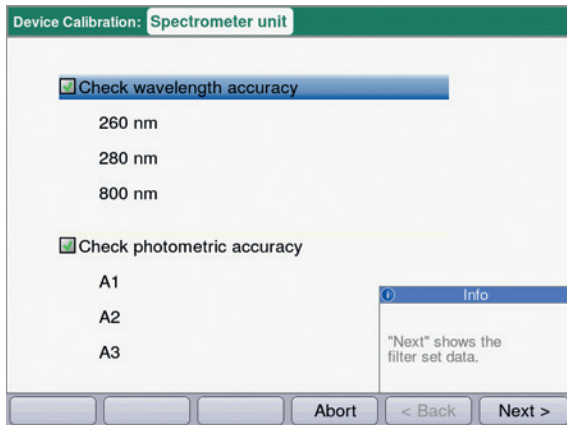 Device Calibration: Spectrometer unit
Check wavelength accuracy
260 nm
280 nm
800 nm
Check photometric accuracy
A1
A2
A3
Info
"Next" shows the
filter set data.
Abort
< Back
Next >